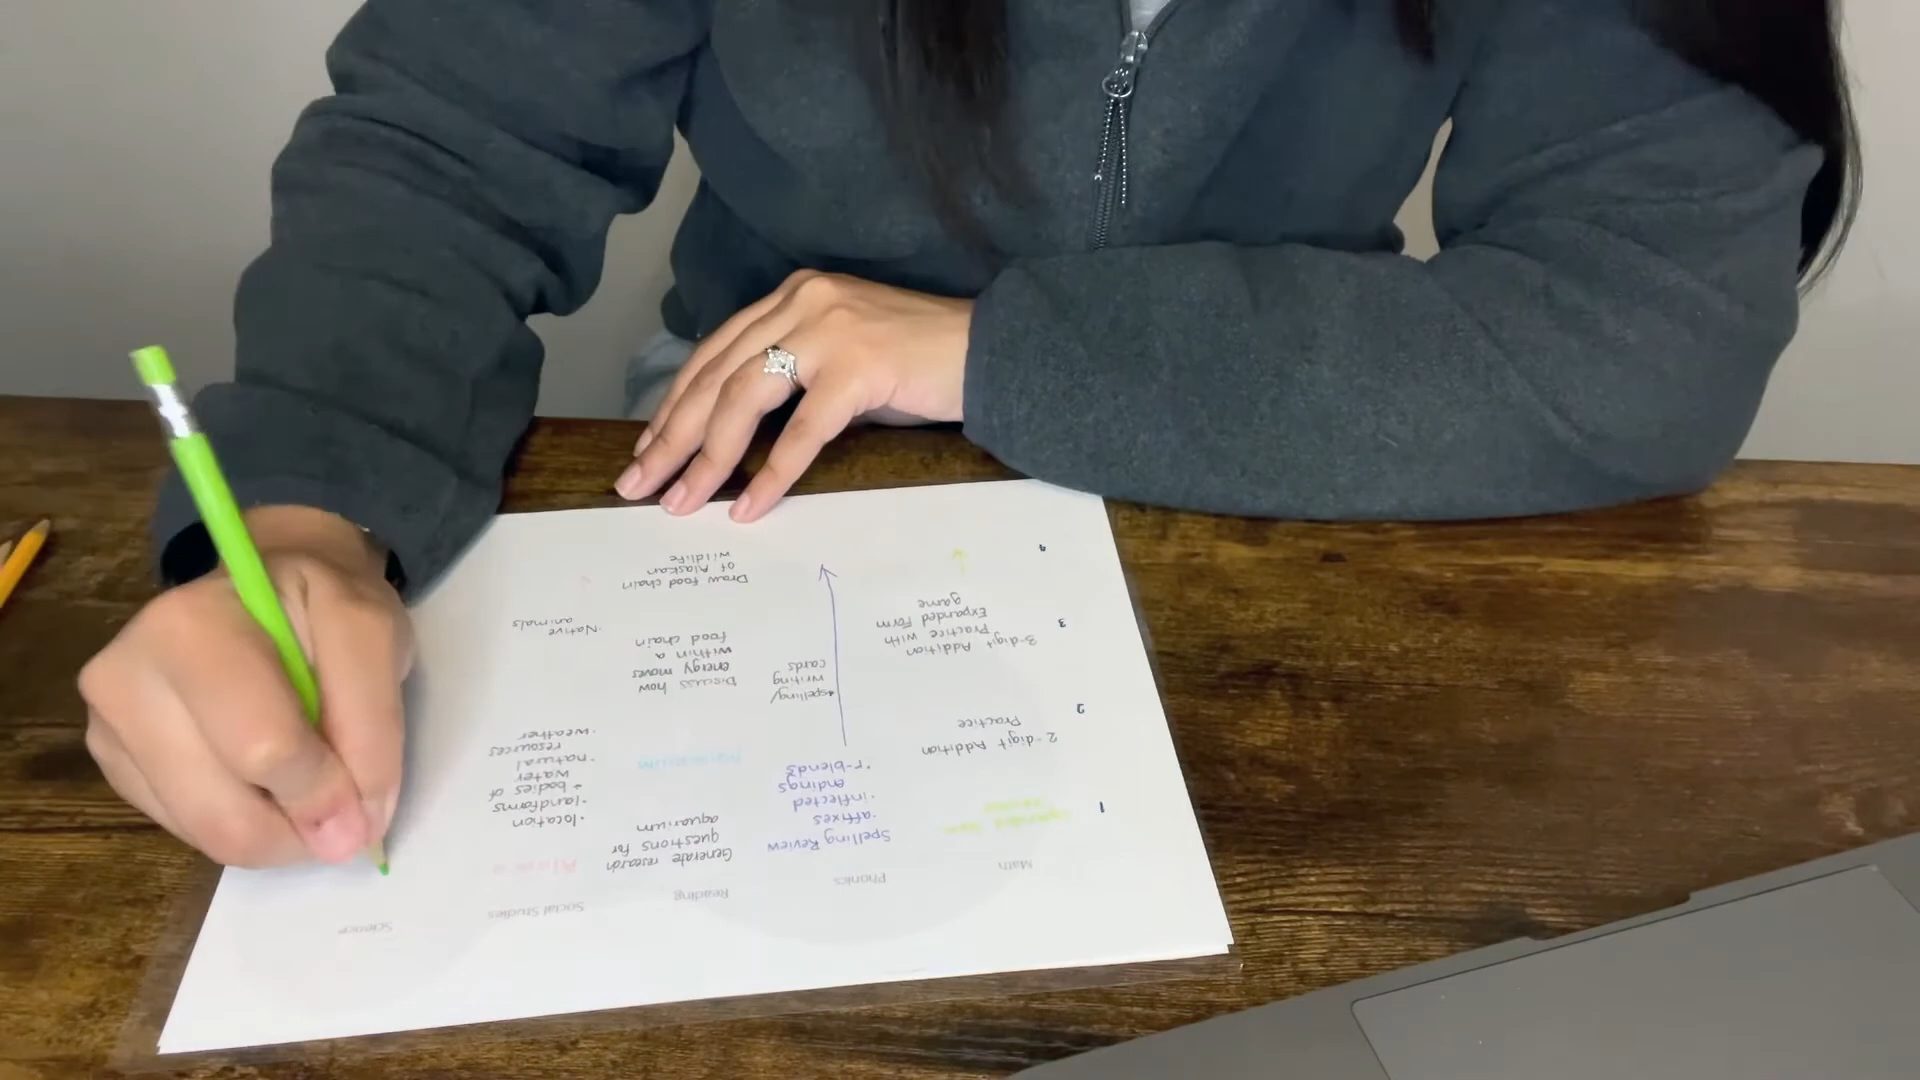 Math
Phonics
Reading
Social Studies
Science
1
Spelling Review
·affixes
·inflected
endings
·r-blends
Generate research
questions for
aquarium
·location
·landforms
+ bodies of
water
·natural
resources
·weather
2
2-digit Addition
Practice
*spelling/
writing
cards
Discuss how
energy moves
within a
food chain
·Native
animals
3
3-digit Addition
Practice with
Expanded Form
game
4
Draw food chain
of Alaskan
wildlife